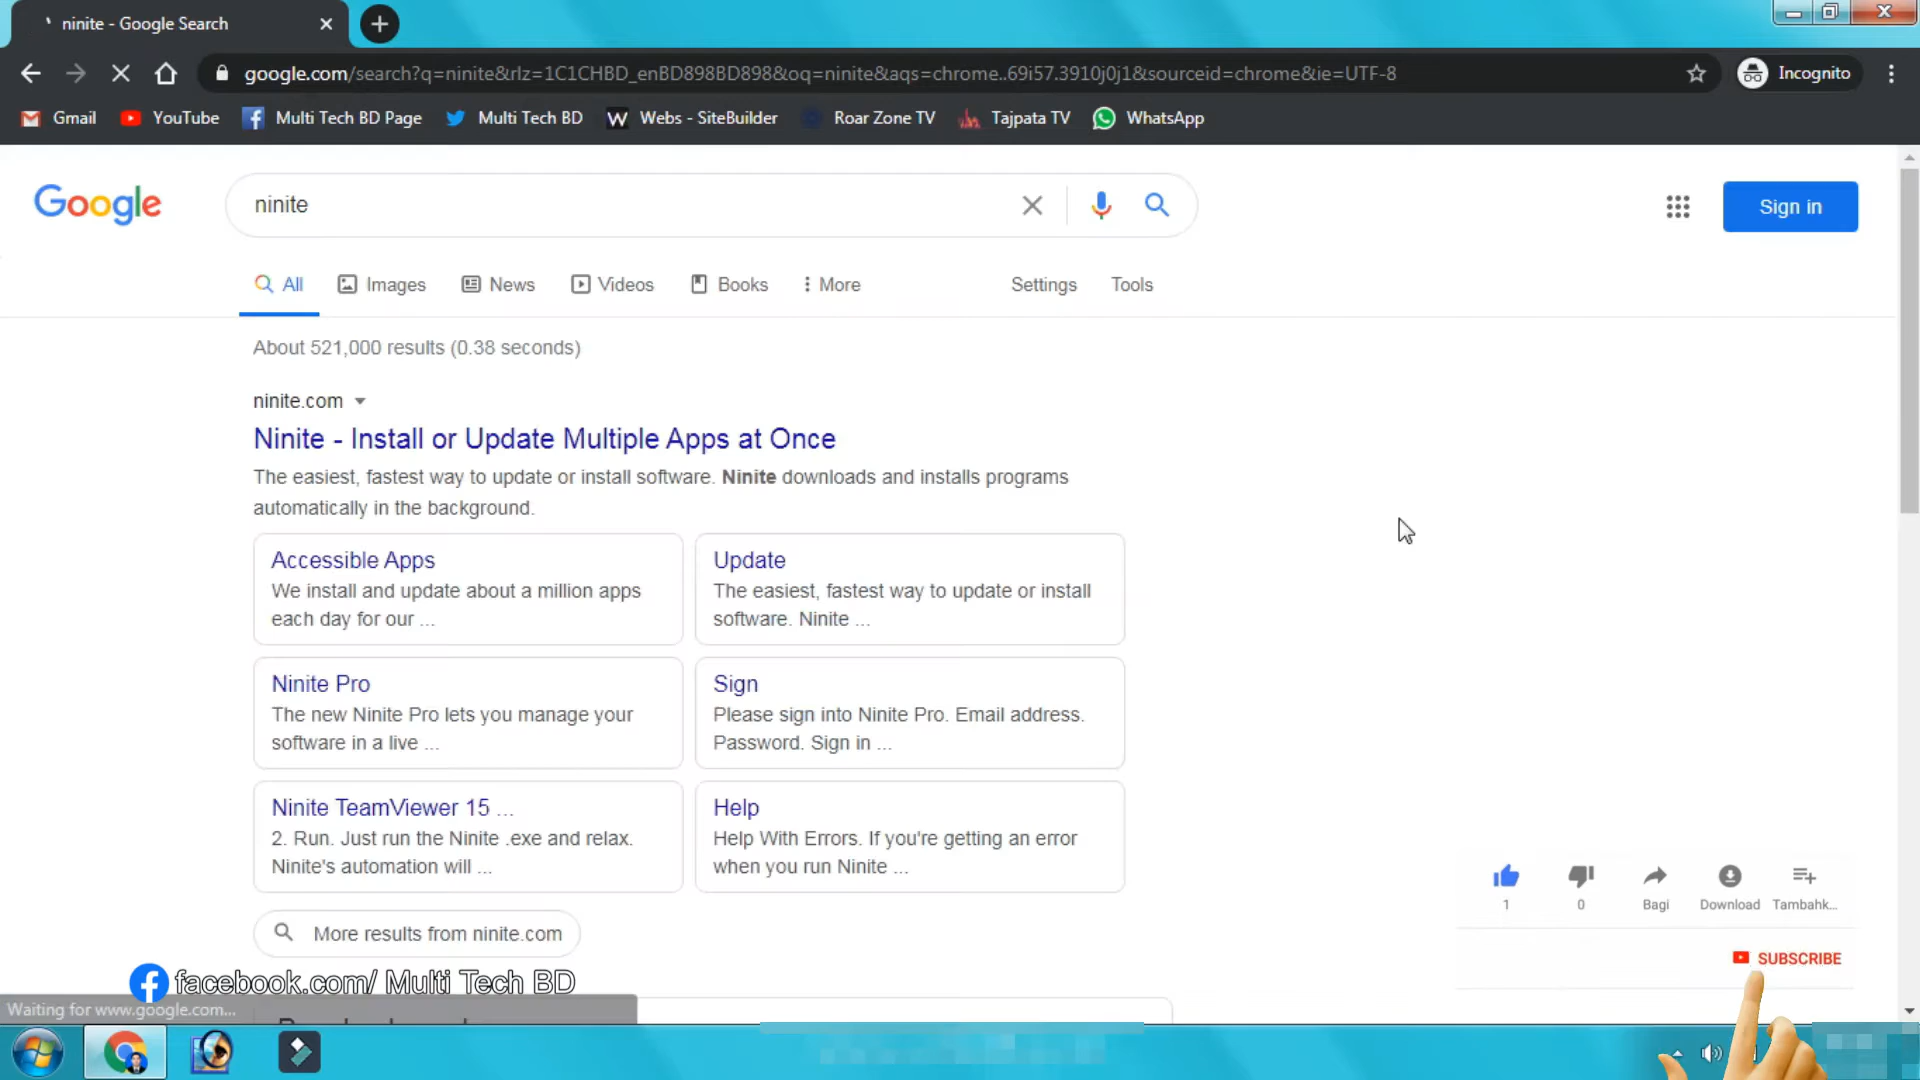 ninite - Google Search
google.com/search?q=ninite&rlz=1C1CHBD_enBD898BD898&oq=ninite&aqs=chrome..69i57.3910j0j1&sourceid=chrome&ie=UTF-8
Incognito
Gmail YouTube Multi Tech BD Page Multi Tech BD Webs - SiteBuilder Roar Zone TV Tajpata TV WhatsApp
Google
ninite
Sign in
All Images News Videos Books More Settings Tools
About 521,000 results (0.38 seconds)
ninite.com
Ninite - Install or Update Multiple Apps at Once
The easiest, fastest way to update or install software. Ninite downloads and installs programs
automatically in the background.
Accessible Apps
We install and update about a million apps
each day for our ...
Update
The easiest, fastest way to update or install
software. Ninite ...
Ninite Pro
The new Ninite Pro lets you manage your
software in a live ...
Sign
Please sign into Ninite Pro. Email address.
Password. Sign in ...
Ninite TeamViewer 15 ...
2. Run. Just run the Ninite .exe and relax.
Ninite's automation will ...
Help
Help With Errors. If you're getting an error
when you run Ninite ...
More results from ninite.com
1 0 Bagi Download Tambahk...
SUBSCRIBE
facebook.com/ Multi Tech BD
Waiting for www.google.com...